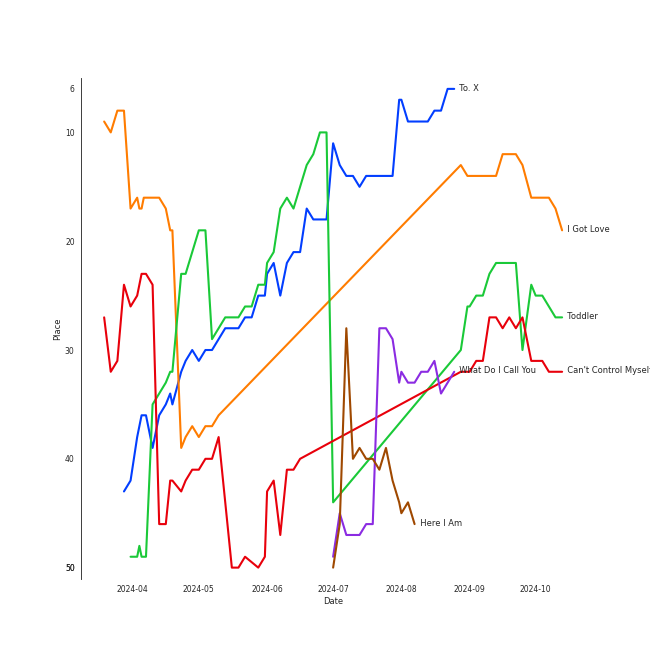 6
To. X
10
20
I Got Love
Toddler
30
What Do I Call You
Can't Control Mysel
40
Here I Am
50
Place
2024-04
2024-05
2024-06
2024-07
2024-08
2024-09
2024-10
Date